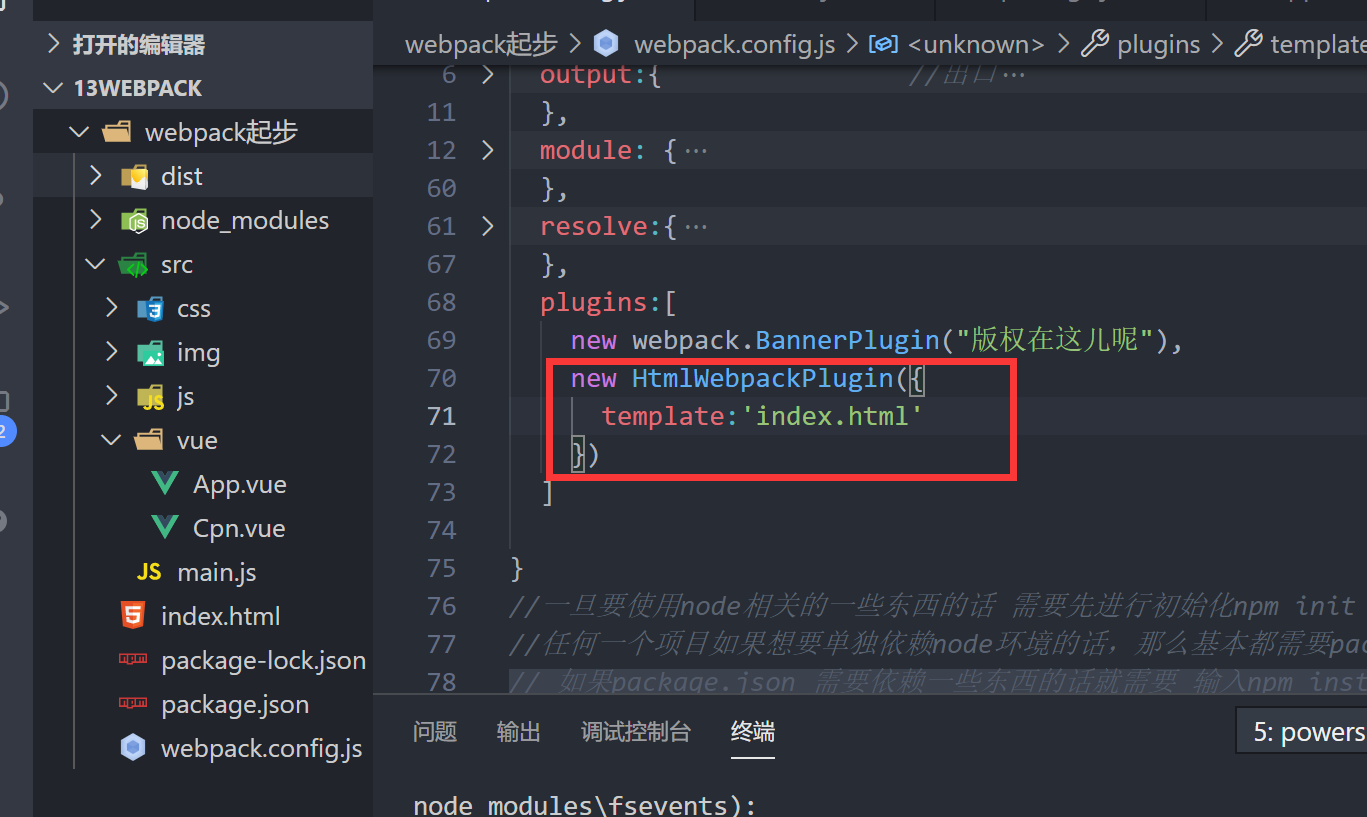 打开的编辑器
13WEBPACK
webpack起步
dist
node_modules
src
css
img
js
vue
App.vue
Cpn.vue
JS main.js
index.html
package-lock.json
package.json
webpack.config.js
webpack起步 > webpack.config.js > <unknown> > plugins > template
6 output:{ //出口…
11 },
12 module: {…
60 },
61 resolve:{…
67 },
68 plugins:[
69 new webpack.BannerPlugin("版权在这儿呢"),
70 new HtmlWebpackPlugin({
71 template:'index.html'
72 })
73 ]
74
75 }
76 //一旦要使用node相关的一些东西的话 需要先进行初始化npm init
77 //任何一个项目如果想要单独依赖node环境的话，那么基本都需要pac
78 // 如果package.json 需要依赖一些东西的话就需要 输入npm inst
问题 输出 调试控制台 终端
5: powers
node_modules\fsevents):
2